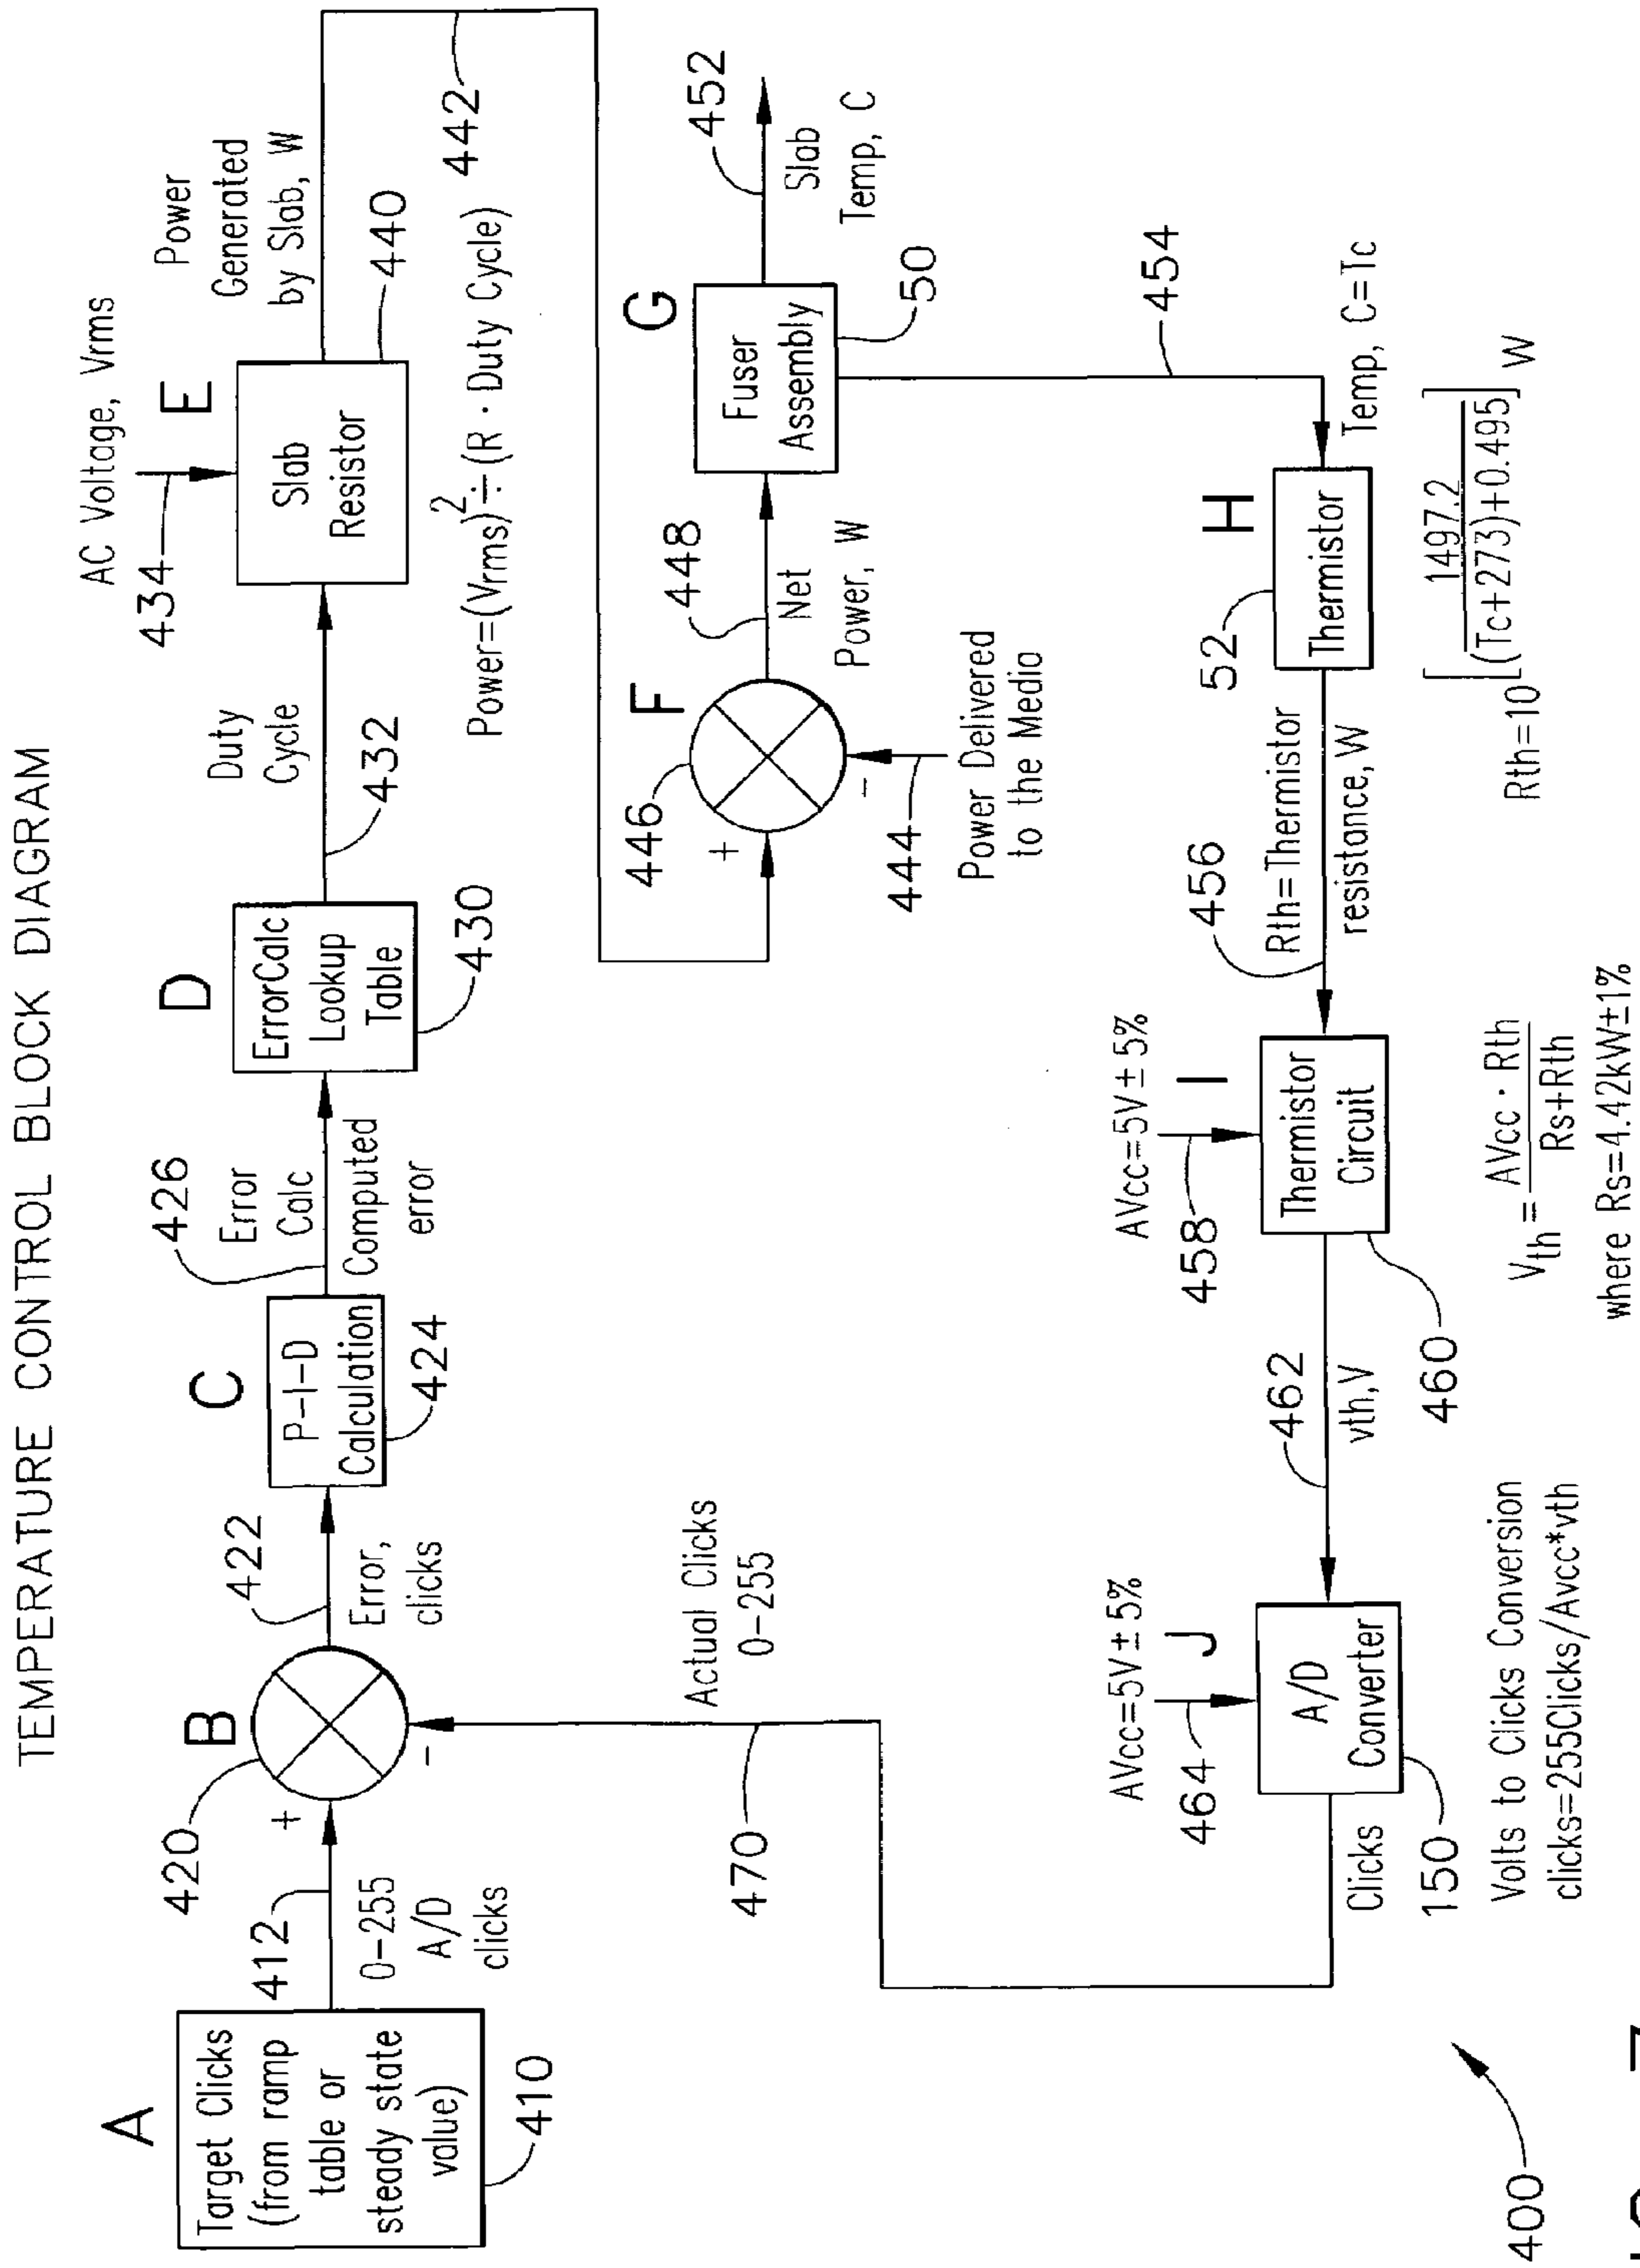 TEMPERATURE CONTROL BLOCK DIAGRAM
A
Target Clicks
(from ramp
table or
steady state
value)
410
412
0-255
A/D
clicks
B
420
+
-
422
Error,
clicks
C
P-I-D
Calculation
424
426
Error
Calc
Computed
error
D
ErrorCalc
Lookup
Table
430
Duty
Cycle
432
AC Voltage, Vrms
434
E
Slab
Resistor
440
Power
Generated
by Slab, W
Power=(Vrms)²÷(R · Duty Cycle)
442
F
446
+
-
444
Power Delivered
to the Medio
448
Net
Power, W
G
Fuser
Assembly
50
452
Slab
Temp, C
454
Temp, C=Tc
H
Thermistor
52
Rth=10[1497.2/(Tc+273)+0.495] W
456
Rth=Thermistor
resistance, W
AVcc=5V±5%
458
I
Thermistor
Circuit
460
Vth = AVcc · Rth / Rs+Rth
where Rs=4.42kW±1%
462
vth,V
AVcc=5V±5%
464
J
A/D
Converter
150
Clicks
Volts to Clicks Conversion
clicks=255Clicks/Avcc*vth
Actual Clicks
0-255
470
400